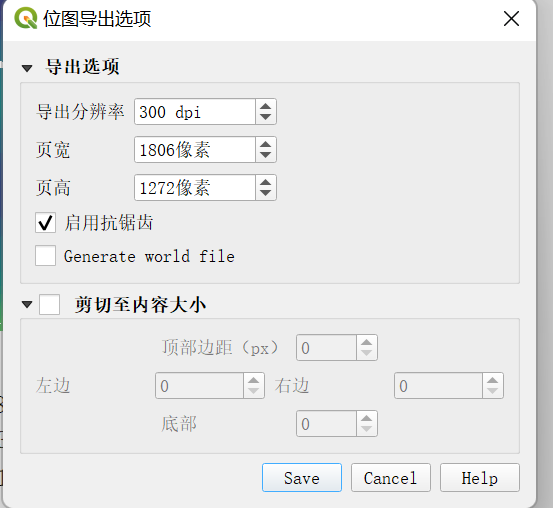 位图导出选项
导出选项
导出分辨率 300 dpi
页宽 1806像素
页高 1272像素
启用抗锯齿
Generate world file
剪切至内容大小
顶部边距（px） 0
左边 0 右边 0
底部 0
Save Cancel Help